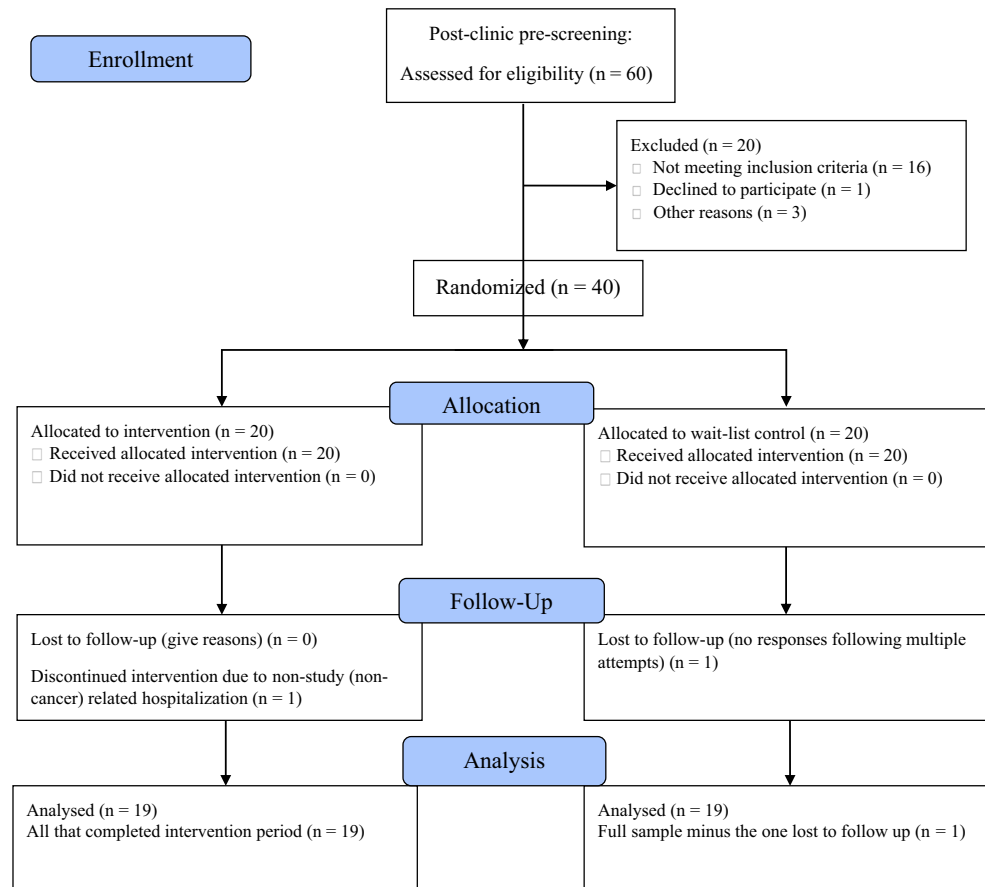 Enrollment
Post-clinic pre-screening:
Assessed for eligibility (n = 60)
Excluded (n = 20)
Not meeting inclusion criteria (n = 16)
Declined to participate (n = 1)
Other reasons (n = 3)
Randomized (n = 40)
Allocation
Allocated to intervention (n = 20)
Received allocated intervention (n = 20)
Did not receive allocated intervention (n = 0)
Allocated to wait-list control (n = 20)
Received allocated intervention (n = 20)
Did not receive allocated intervention (n = 0)
Follow-Up
Lost to follow-up (give reasons) (n = 0)
Discontinued intervention due to non-study (non-
cancer) related hospitalization (n = 1)
Lost to follow-up (no responses following multiple
attempts) (n = 1)
Analysis
Analysed (n = 19)
All that completed intervention period (n = 19)
Analysed (n = 19)
Full sample minus the one lost to follow up (n = 1)